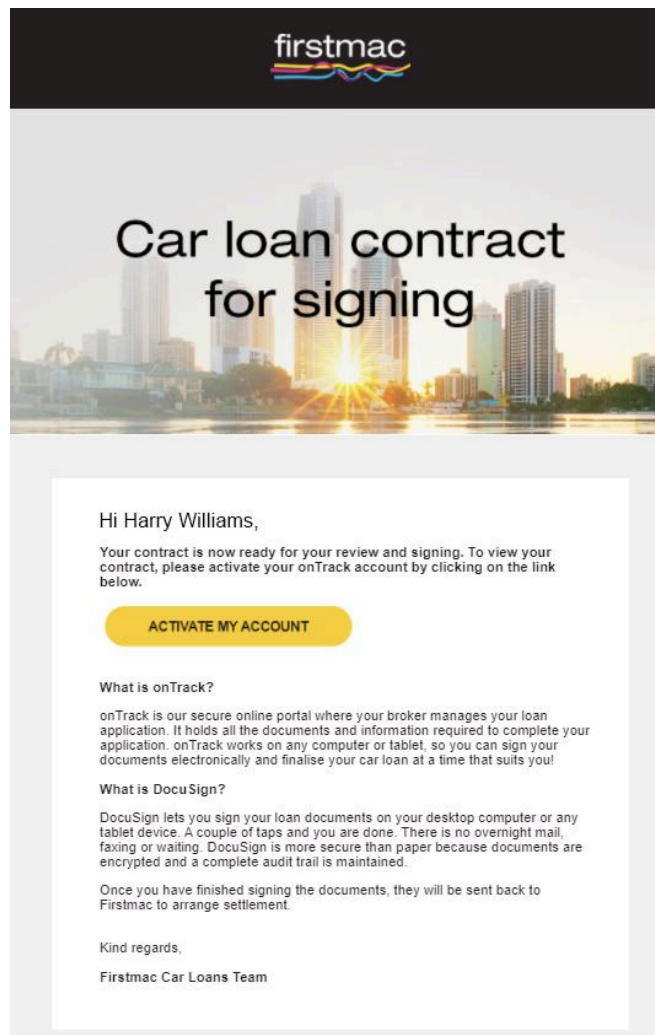 firstmac
Car loan contract
for signing
Hi Harry Williams,
Your contract is now ready for your review and signing. To view your
contract, please activate your onTrack account by clicking on the link
below.
ACTIVATE MY ACCOUNT
What is onTrack?
onTrack is our secure online portal where your broker manages your loan
application. It holds all the documents and information required to complete your
application. onTrack works on any computer or tablet, so you can sign your
documents electronically and finalise your car loan at a time that suits you!
What is DocuSign?
DocuSign lets you sign your loan documents on your desktop computer or any
tablet device. A couple of taps and you are done. There is no overnight mail,
faxing or waiting. DocuSign is more secure than paper because documents are
encrypted and a complete audit trail is maintained.
Once you have finished signing the documents, they will be sent back to
Firstmac to arrange settlement.
Kind regards,
Firstmac Car Loans Team